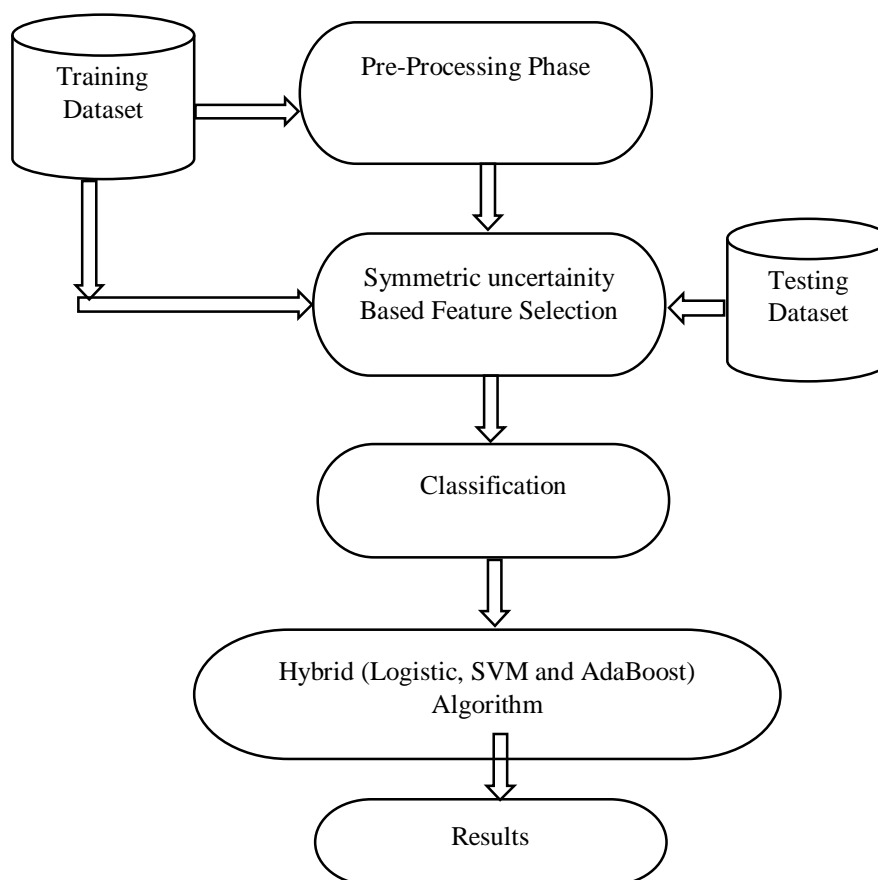 Training
Dataset
Pre-Processing Phase
Symmetric uncertainity
Based Feature Selection
Testing
Dataset
Classification
Hybrid (Logistic, SVM and AdaBoost)
Algorithm
Results